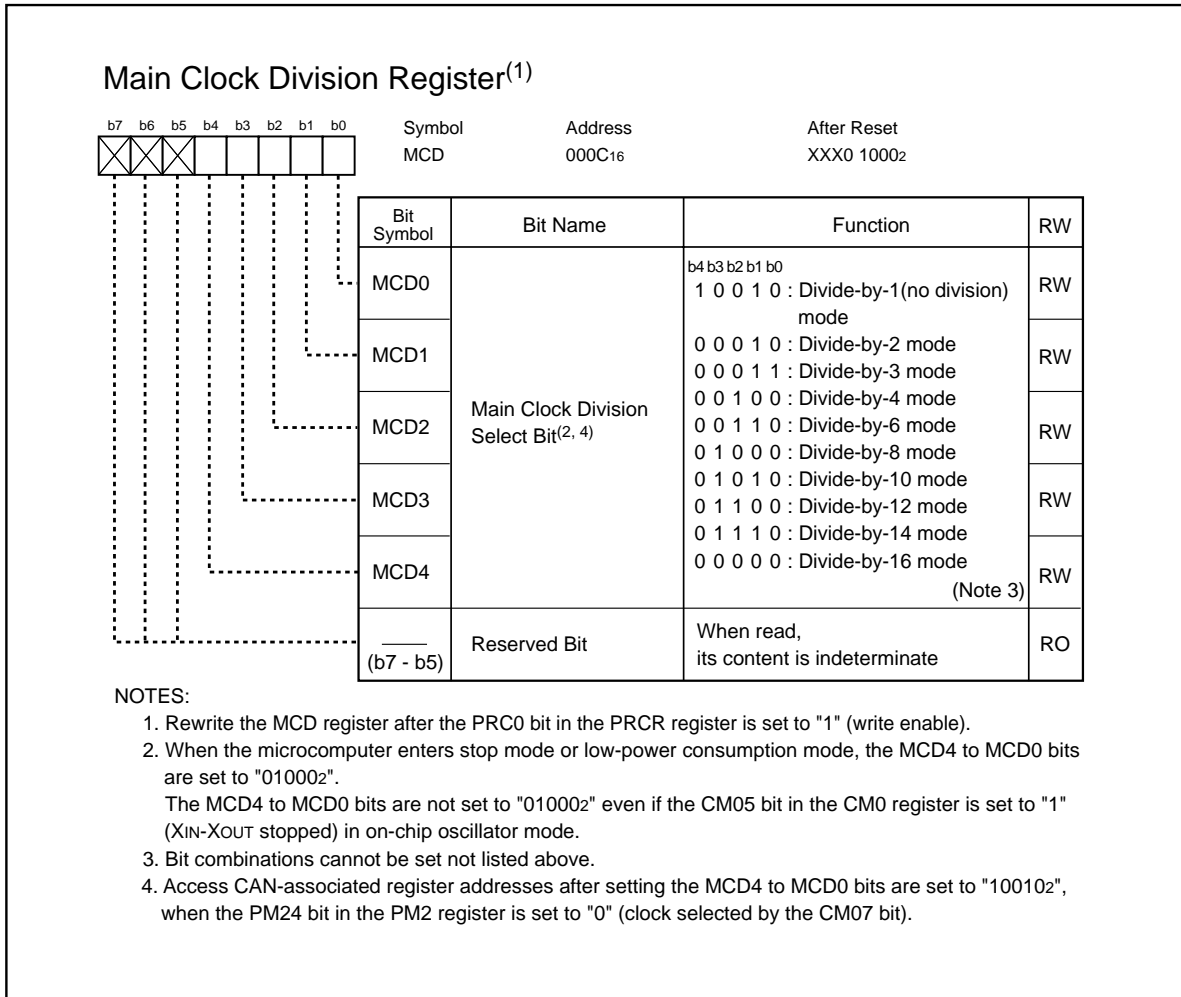 Main Clock Division Register(1)
b7 b6 b5 b4 b3 b2 b1 b0
Symbol Address After Reset
MCD 000C16 XXX0 10002
Bit Symbol Bit Name Function RW
MCD0 RW
MCD1 RW
MCD2 RW
MCD3 RW
MCD4 RW
Main Clock Division
Select Bit(2, 4)
b4 b3 b2 b1 b0
1 0 0 1 0 : Divide-by-1(no division)
mode
0 0 0 1 0 : Divide-by-2 mode
0 0 0 1 1 : Divide-by-3 mode
0 0 1 0 0 : Divide-by-4 mode
0 0 1 1 0 : Divide-by-6 mode
0 1 0 0 0 : Divide-by-8 mode
0 1 0 1 0 : Divide-by-10 mode
0 1 1 0 0 : Divide-by-12 mode
0 1 1 1 0 : Divide-by-14 mode
0 0 0 0 0 : Divide-by-16 mode
(Note 3)
(b7 - b5) Reserved Bit When read,
its content is indeterminate RO
NOTES:
1. Rewrite the MCD register after the PRC0 bit in the PRCR register is set to "1" (write enable).
2. When the microcomputer enters stop mode or low-power consumption mode, the MCD4 to MCD0 bits
are set to "010002".
The MCD4 to MCD0 bits are not set to "010002" even if the CM05 bit in the CM0 register is set to "1"
(XIN-XOUT stopped) in on-chip oscillator mode.
3. Bit combinations cannot be set not listed above.
4. Access CAN-associated register addresses after setting the MCD4 to MCD0 bits are set to "100102",
when the PM24 bit in the PM2 register is set to "0" (clock selected by the CM07 bit).